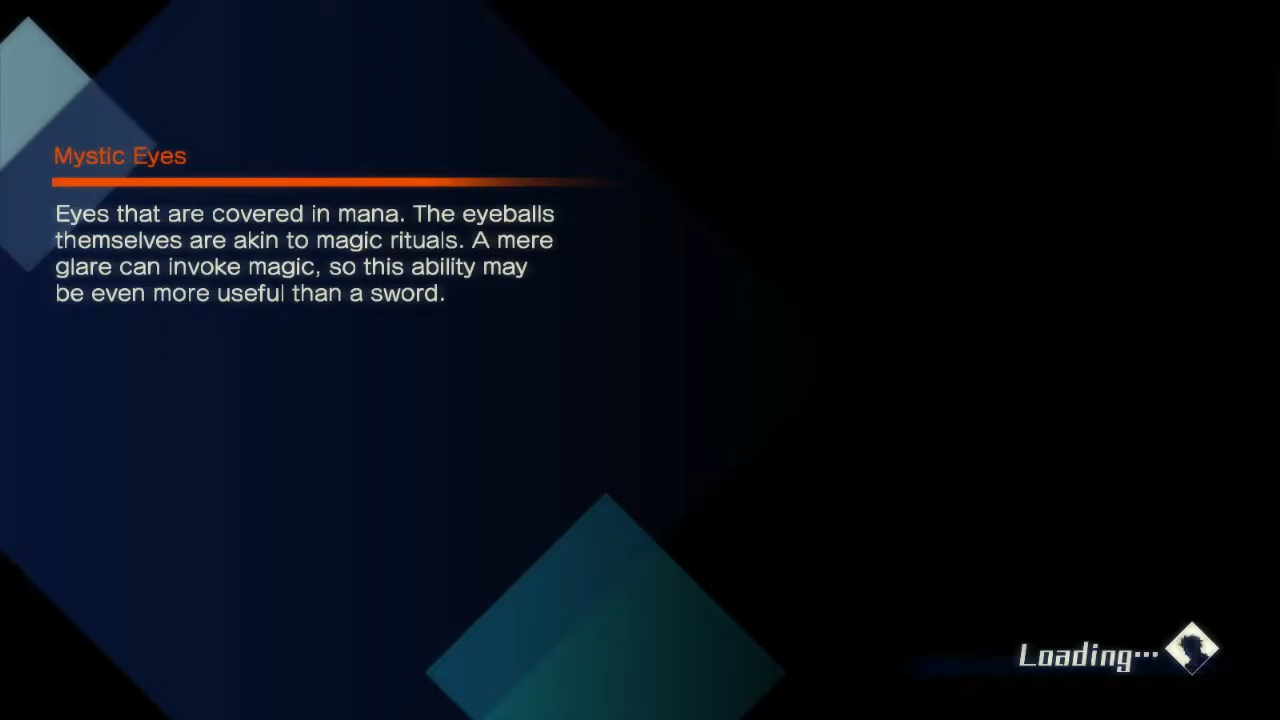 Mystic Eyes
Eyes that are covered in mana. The eyeballs
themselves are akin to magic rituals. A mere
glare can invoke magic, so this ability may
be even more useful than a sword.
Loading···